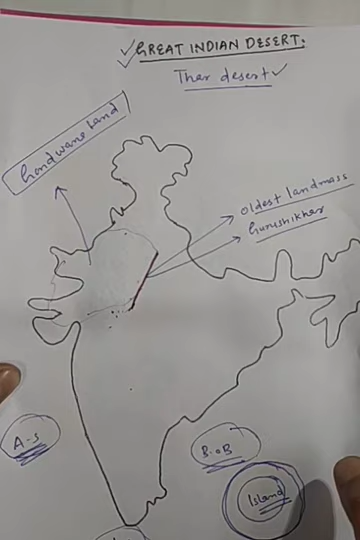 GREAT INDIAN DESERT:
Thar desert
Gondwana Land
Oldest landmass
Gurushikhar
A-S
B.O.B
Island